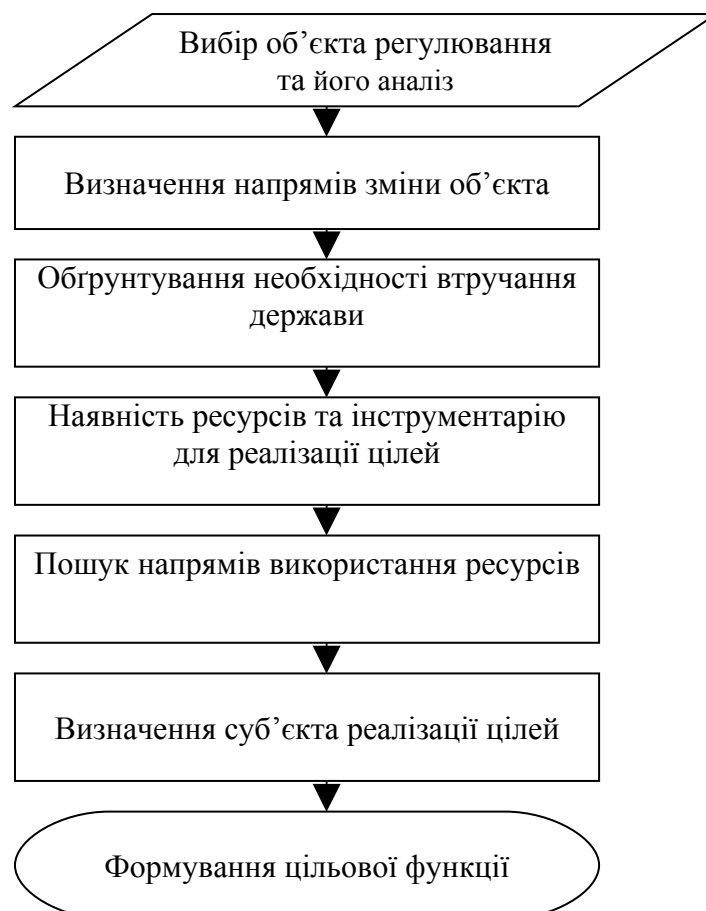 Вибір об’єкта регулювання
та його аналіз
Визначення напрямів зміни об’єкта
Обґрунтування необхідності втручання
держави
Наявність ресурсів та інструментарію
для реалізації цілей
Пошук напрямів використання ресурсів
Визначення суб’єкта реалізації цілей
Формування цільової функції